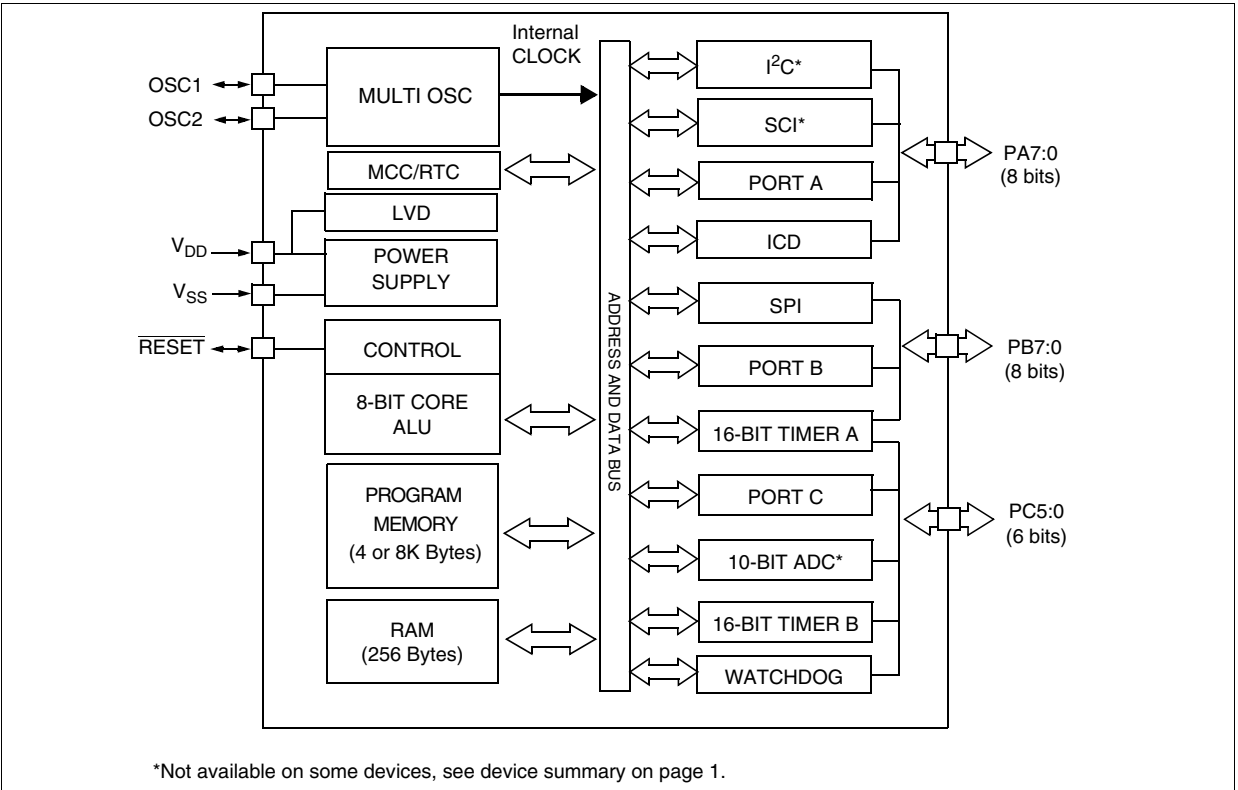 Internal
CLOCK
OSC1
OSC2
MULTI OSC
MCC/RTC
LVD
VDD
POWER
SUPPLY
VSS
RESET
CONTROL
8-BIT CORE
ALU
PROGRAM
MEMORY
(4 or 8K Bytes)
RAM
(256 Bytes)
ADDRESS AND DATA BUS
I²C*
SCI*
PORT A
ICD
SPI
PORT B
16-BIT TIMER A
PORT C
10-BIT ADC*
16-BIT TIMER B
WATCHDOG
PA7:0
(8 bits)
PB7:0
(8 bits)
PC5:0
(6 bits)
*Not available on some devices, see device summary on page 1.